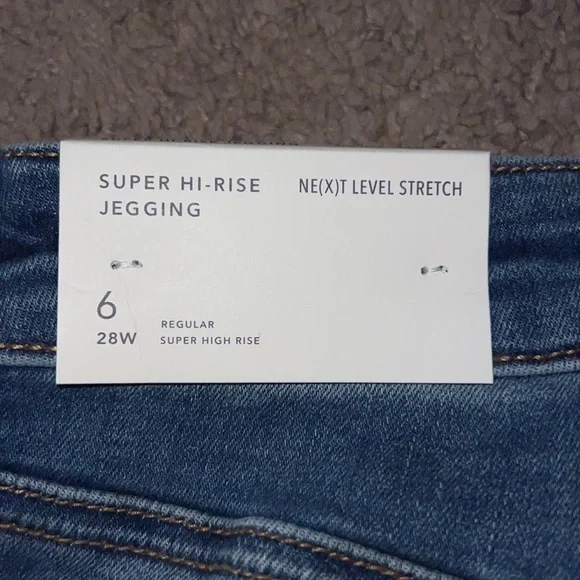 SUPER HI-RISE
JEGGING
NE(X)T LEVEL STRETCH
6
28W
REGULAR
SUPER HIGH RISE